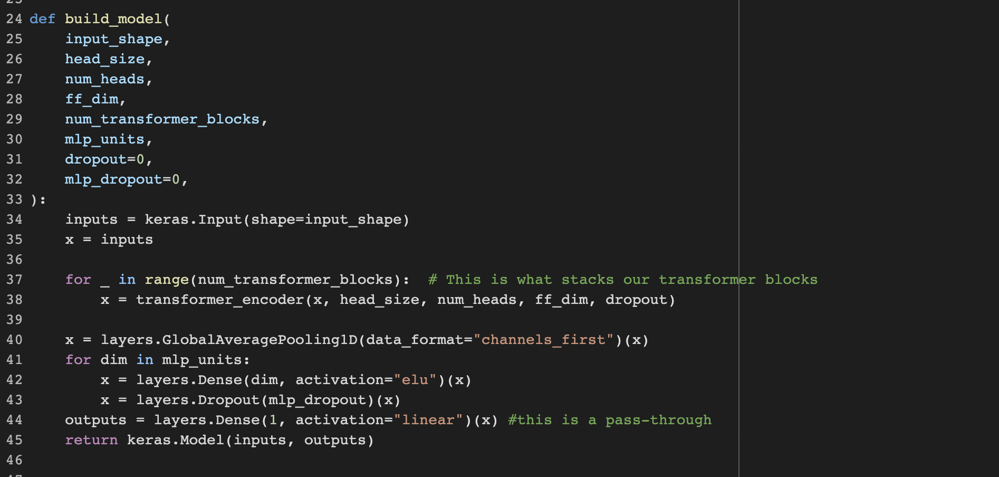 24 def build_model(
25     input_shape,
26     head_size,
27     num_heads,
28     ff_dim,
29     num_transformer_blocks,
30     mlp_units,
31     dropout=0,
32     mlp_dropout=0,
33 ):
34     inputs = keras.Input(shape=input_shape)
35     x = inputs
36
37     for _ in range(num_transformer_blocks):  # This is what stacks our transformer blocks
38         x = transformer_encoder(x, head_size, num_heads, ff_dim, dropout)
39
40     x = layers.GlobalAveragePooling1D(data_format="channels_first")(x)
41     for dim in mlp_units:
42         x = layers.Dense(dim, activation="elu")(x)
43         x = layers.Dropout(mlp_dropout)(x)
44     outputs = layers.Dense(1, activation="linear")(x) #this is a pass-through
45     return keras.Model(inputs, outputs)
46